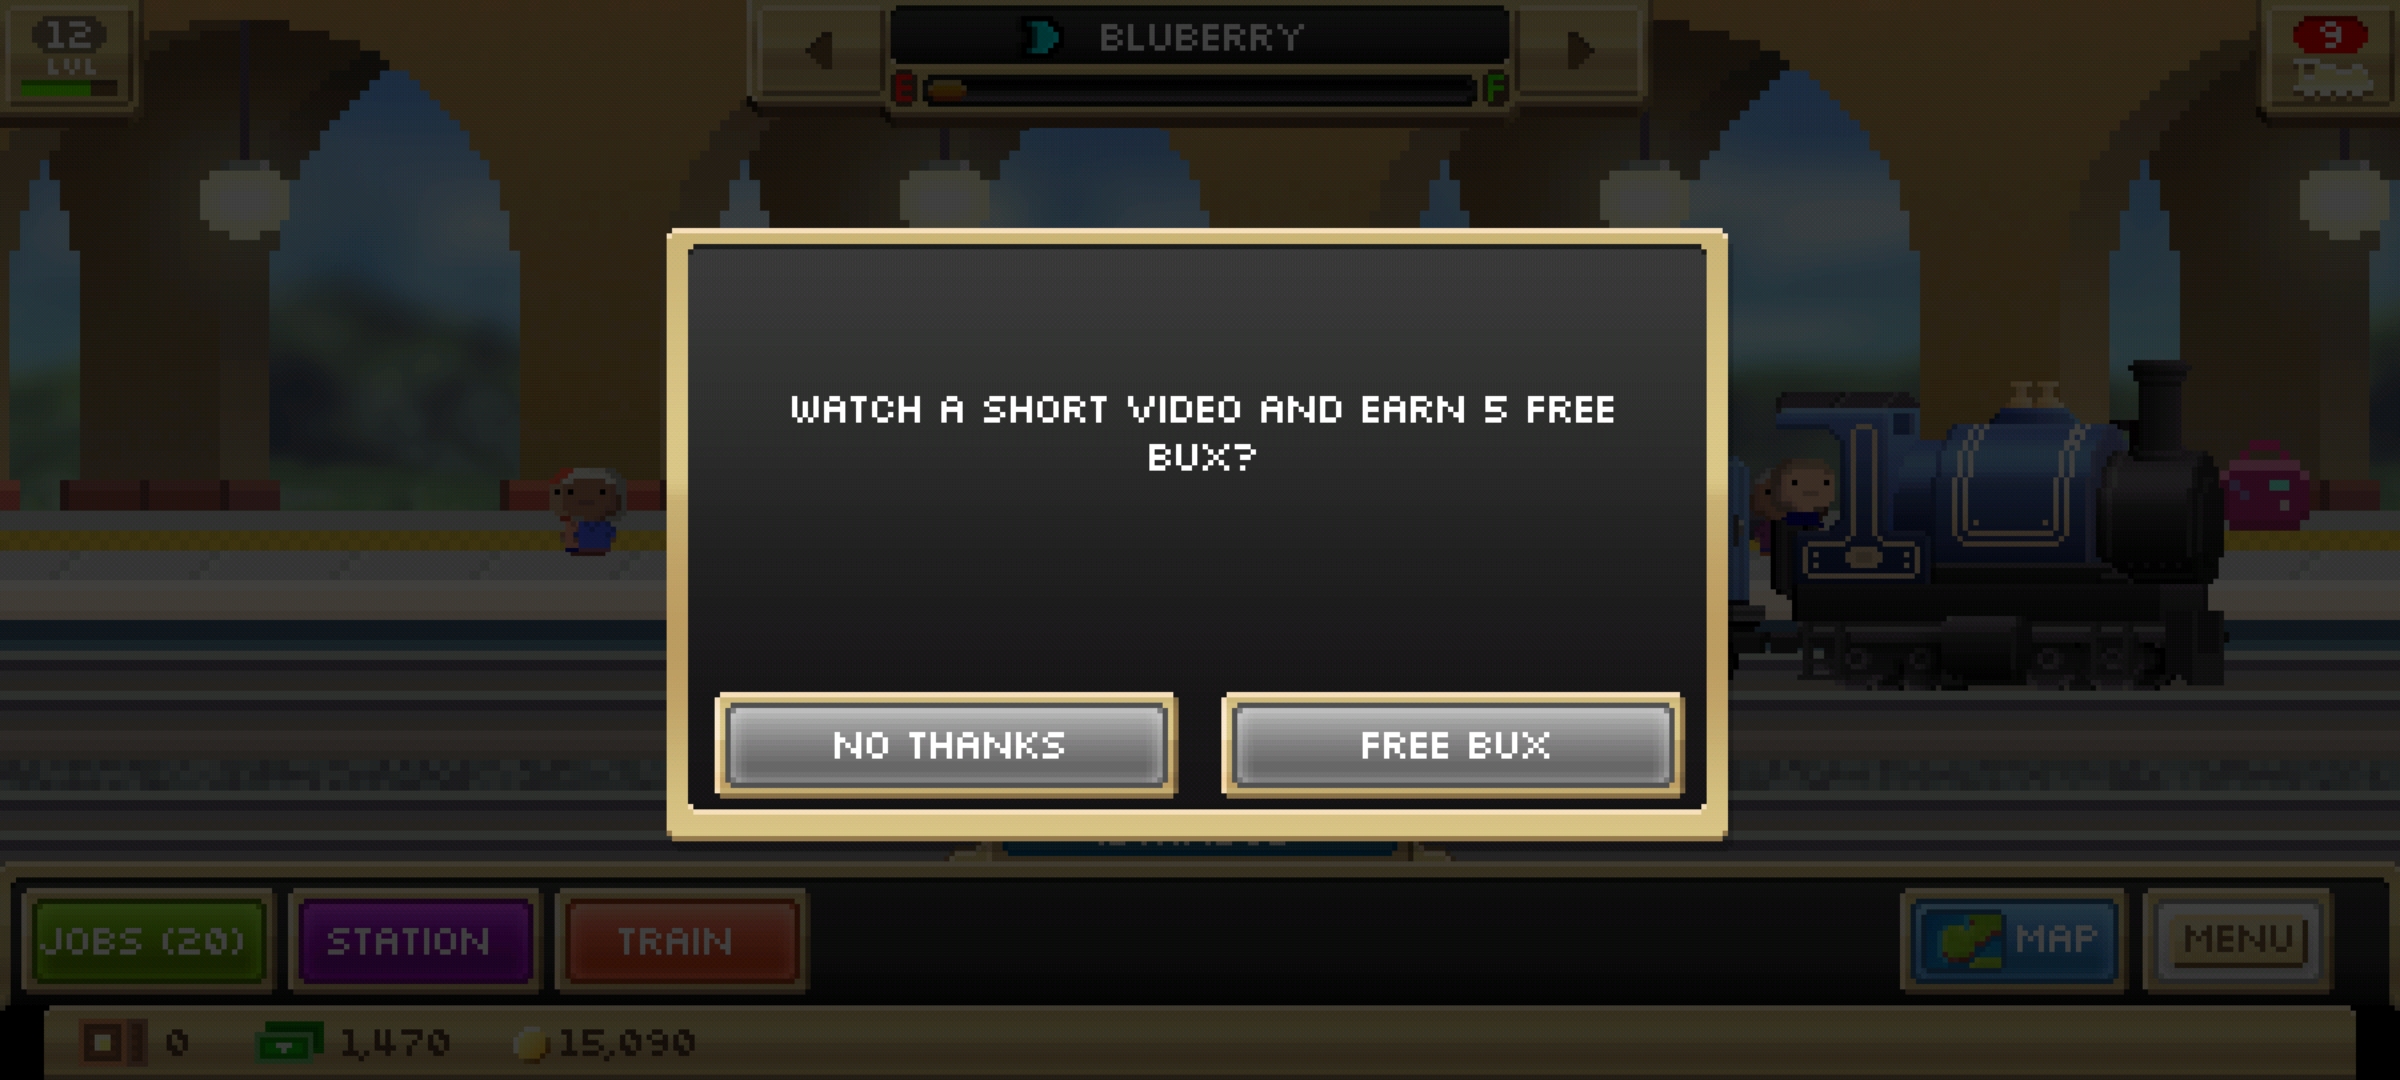 12
LVL
BLUBERRY
E
F
9
WATCH A SHORT VIDEO AND EARN 5 FREE
BUX?
NO THANKS
FREE BUX
JOBS (20)
STATION
TRAIN
MAP
MENU
0
1,470
15,090